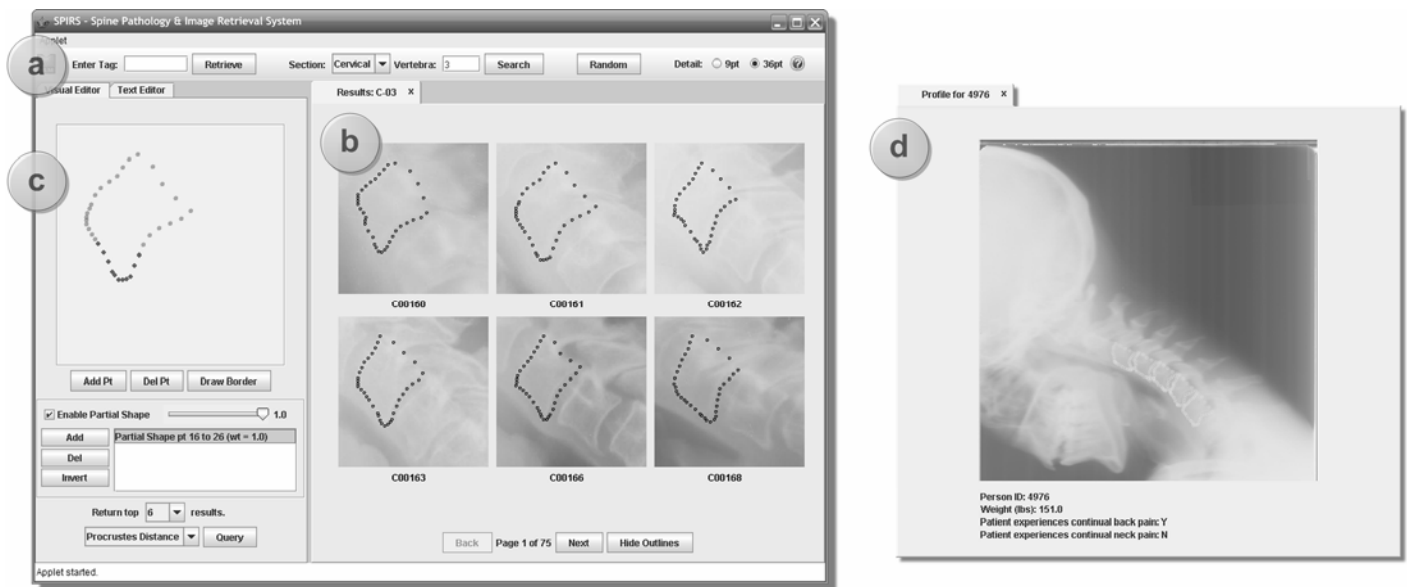 SPIRS - Spine Pathology & Image Retrieval System
Applet
a
Enter Tag: Retrieve Section: Cervical Vertebra: 3 Search Random Detail: 9pt 36pt ?
Visual Editor Text Editor
Results: C-03 x
c
b
C00160 C00161 C00162
C00163 C00166 C00168
Add Pt Del Pt Draw Border
Enable Partial Shape 1.0
Add
Del
Invert
Partial Shape pt 16 to 26 (wt = 1.0)
Return top 6 results.
Procrustes Distance Query
Back Page 1 of 75 Next Hide Outlines
Applet started.
Profile for 4976 x
d
Person ID: 4976
Weight (lbs): 151.0
Patient experiences continual back pain: Y
Patient experiences continual neck pain: N